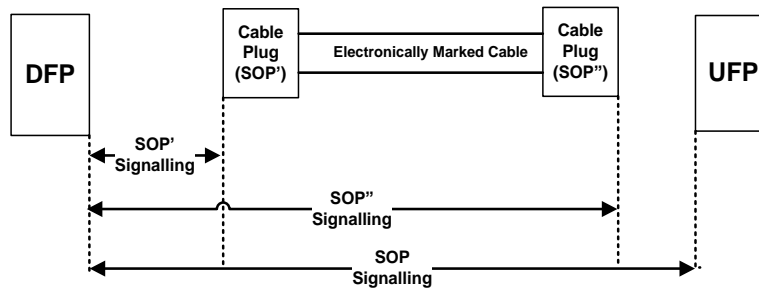 DFP
Cable
Plug
(SOP’)
Electronically Marked Cable
Cable
Plug
(SOP”)
UFP
SOP’
Signalling
SOP”
Signalling
SOP
Signalling